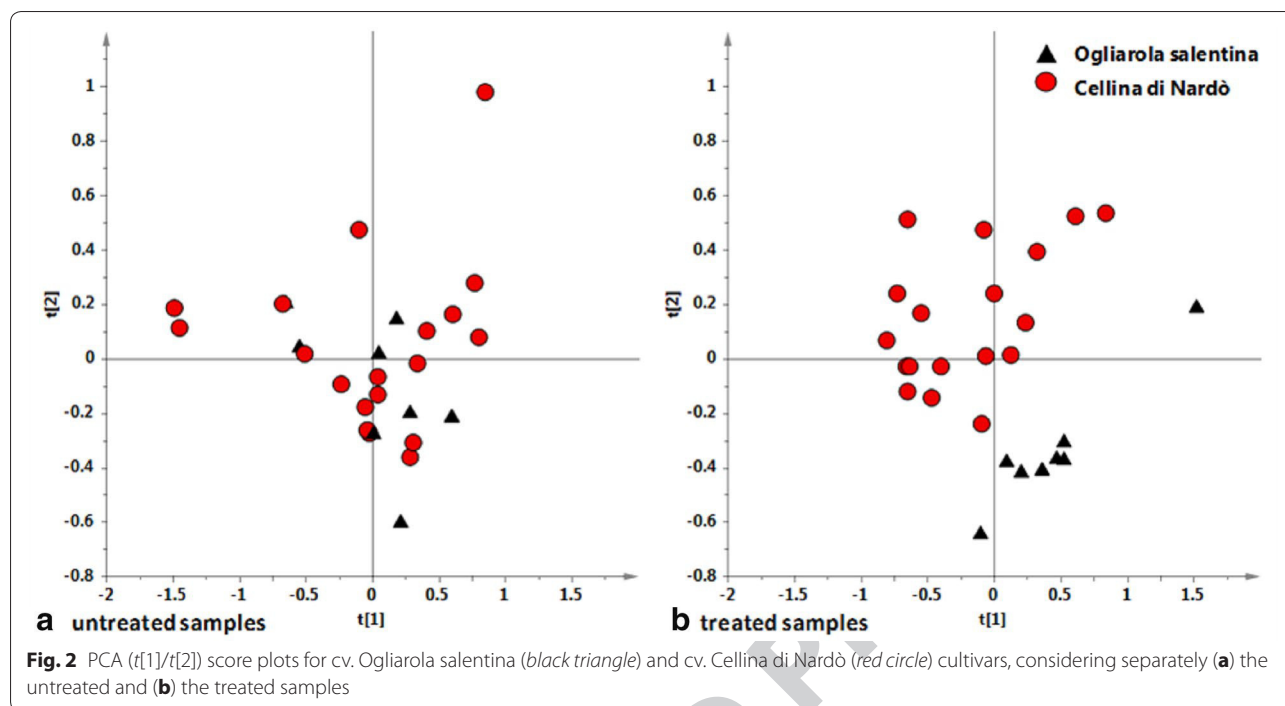 ▲ Ogliarola salentina
Cellina di Nardò
1
0.8
0.6
0.4
0.2
0
-0.2
-0.4
-0.6
-0.8
t[2]
-2 -1.5 -1 -0.5 0 0.5 1 1.5
t[1]
a untreated samples
1
0.8
0.6
0.4
0.2
0
-0.2
-0.4
-0.6
-0.8
t[2]
-2 -1.5 -1 -0.5 0 0.5 1 1.5
t[1]
b treated samples
Fig. 2 PCA (t[1]/t[2]) score plots for cv. Ogliarola salentina (black triangle) and cv. Cellina di Nardò (red circle) cultivars, considering separately (a) the
untreated and (b) the treated samples